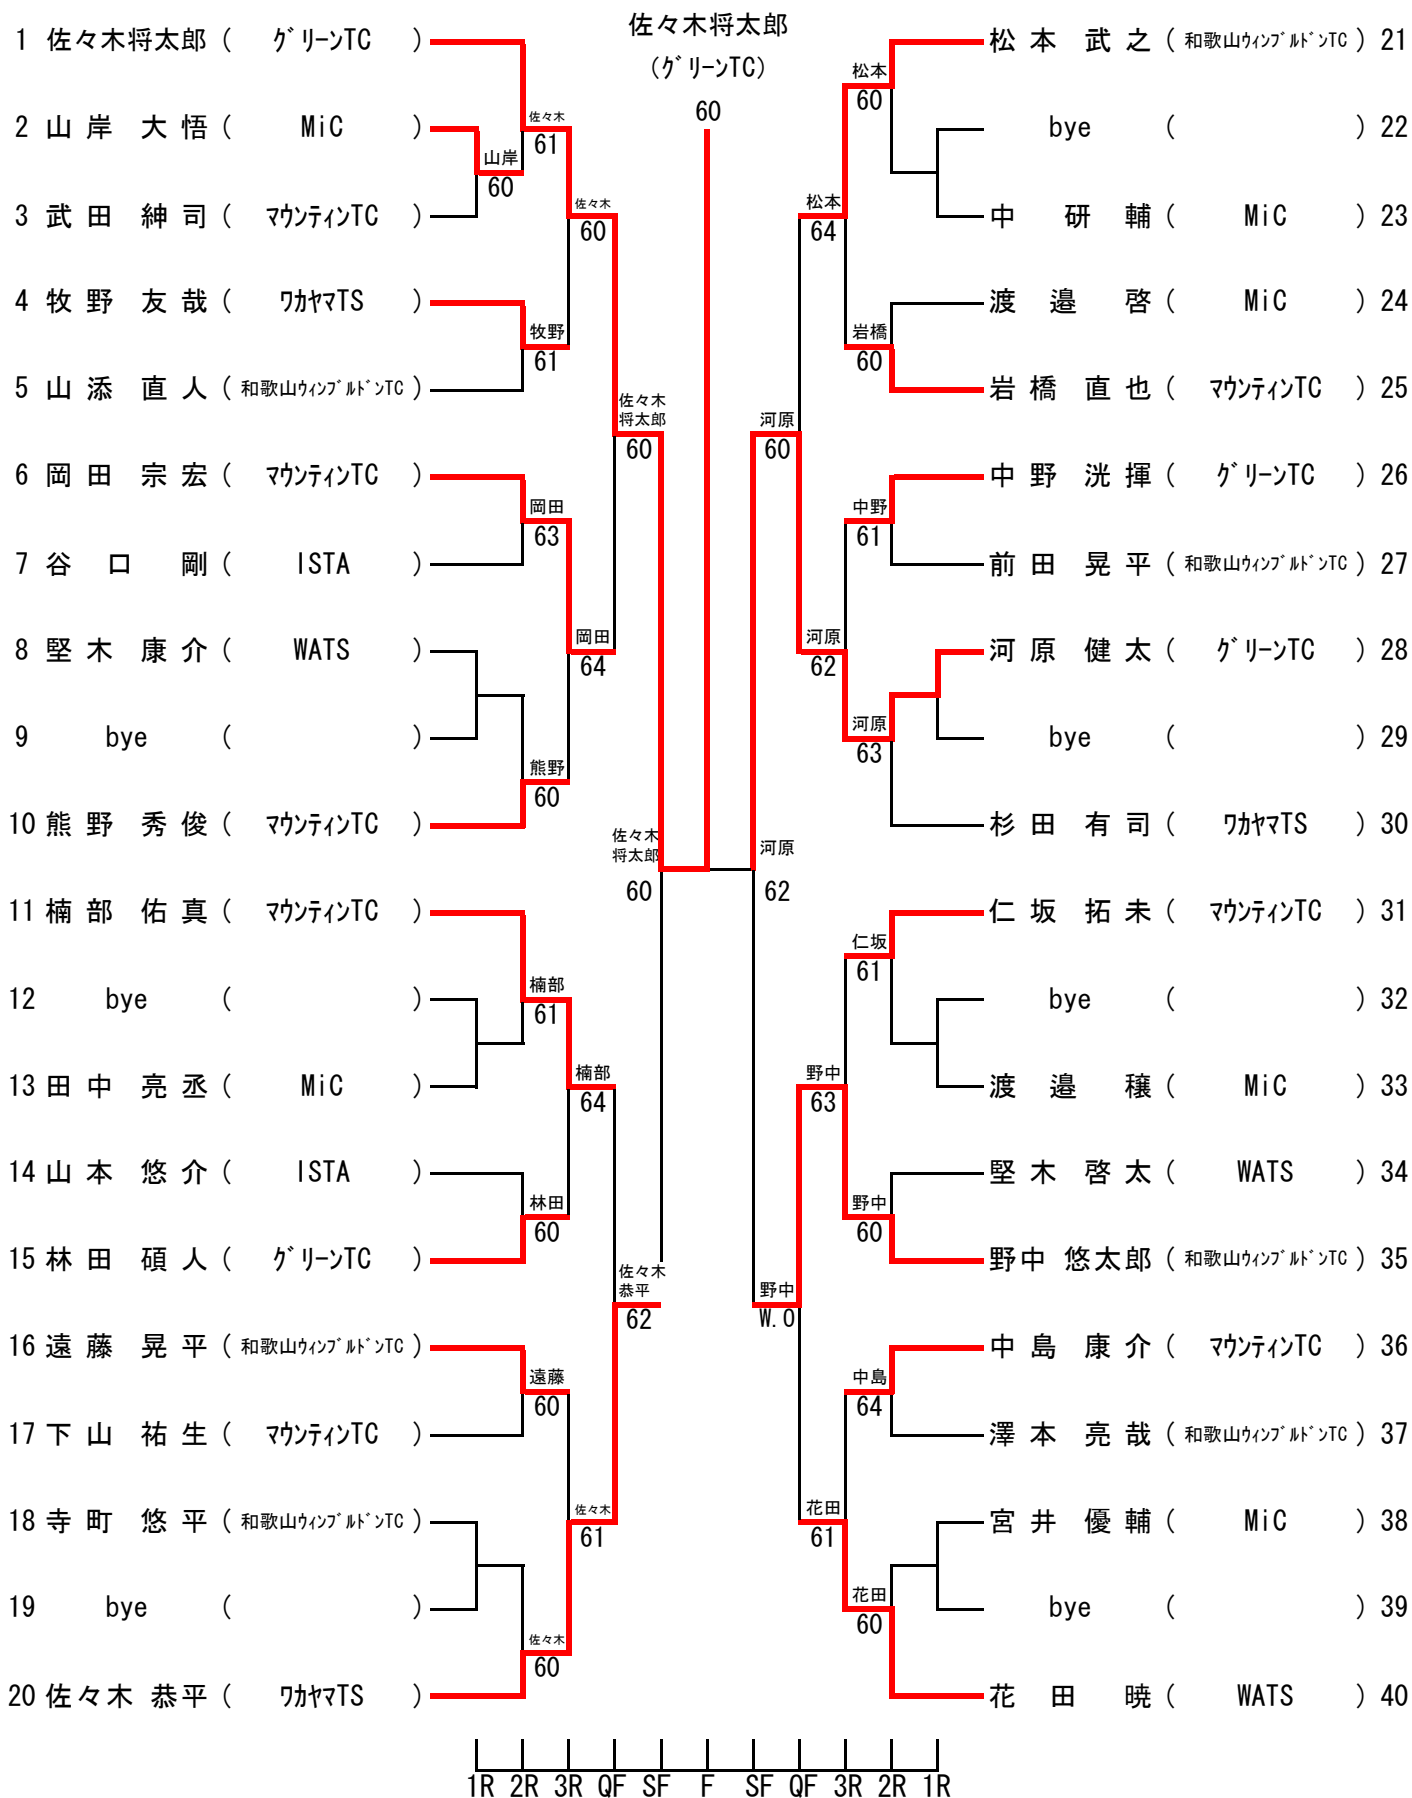 佐々木将太郎
(グリーンTC)
60
1 佐々木将太郎 ( グリーンTC )
2 山岸 大悟 ( MiC )
3 武田 紳司 ( マウンティンTC )
4 牧野 友哉 ( ワカヤマTS )
5 山添 直人 ( 和歌山ウィンブルドンTC )
6 岡田 宗宏 ( マウンティンTC )
7 谷口 剛 ( ISTA )
8 堅木 康介 ( WATS )
9 bye ( )
10 熊野 秀俊 ( マウンティンTC )
11 楠部 佑真 ( マウンティンTC )
12 bye ( )
13 田中 亮丞 ( MiC )
14 山本 悠介 ( ISTA )
15 林田 碩人 ( グリーンTC )
16 遠藤 晃平 ( 和歌山ウィンブルドンTC )
17 下山 祐生 ( マウンティンTC )
18 寺町 悠平 ( 和歌山ウィンブルドンTC )
19 bye ( )
20 佐々木 恭平 ( ワカヤマTS )
山岸
60
佐々木
61
牧野
61
岡田
63
熊野
60
楠部
61
林田
60
遠藤
60
佐々木
60
佐々木
60
岡田
64
楠部
64
佐々木
61
佐々木
将太郎
60
佐々木
恭平
62
佐々木
将太郎
60
河原
62
河原
60
野中
W.O
松本
64
河原
62
野中
63
花田
61
松本
60
岩橋
60
中野
61
河原
63
仁坂
61
野中
60
中島
64
花田
60
松本 武之 ( 和歌山ウィンブルドンTC ) 21
bye ( ) 22
中 研輔 ( MiC ) 23
渡邉 啓 ( MiC ) 24
岩橋 直也 ( マウンティンTC ) 25
中野 洸揮 ( グリーンTC ) 26
前田 晃平 ( 和歌山ウィンブルドンTC ) 27
河原 健太 ( グリーンTC ) 28
bye ( ) 29
杉田 有司 ( ワカヤマTS ) 30
仁坂 拓未 ( マウンティンTC ) 31
bye ( ) 32
渡邉 穣 ( MiC ) 33
堅木 啓太 ( WATS ) 34
野中 悠太郎 ( 和歌山ウィンブルドンTC ) 35
中島 康介 ( マウンティンTC ) 36
澤本 亮哉 ( 和歌山ウィンブルドンTC ) 37
宮井 優輔 ( MiC ) 38
bye ( ) 39
花田 暁 ( WATS ) 40
1R 2R 3R QF SF F SF QF 3R 2R 1R